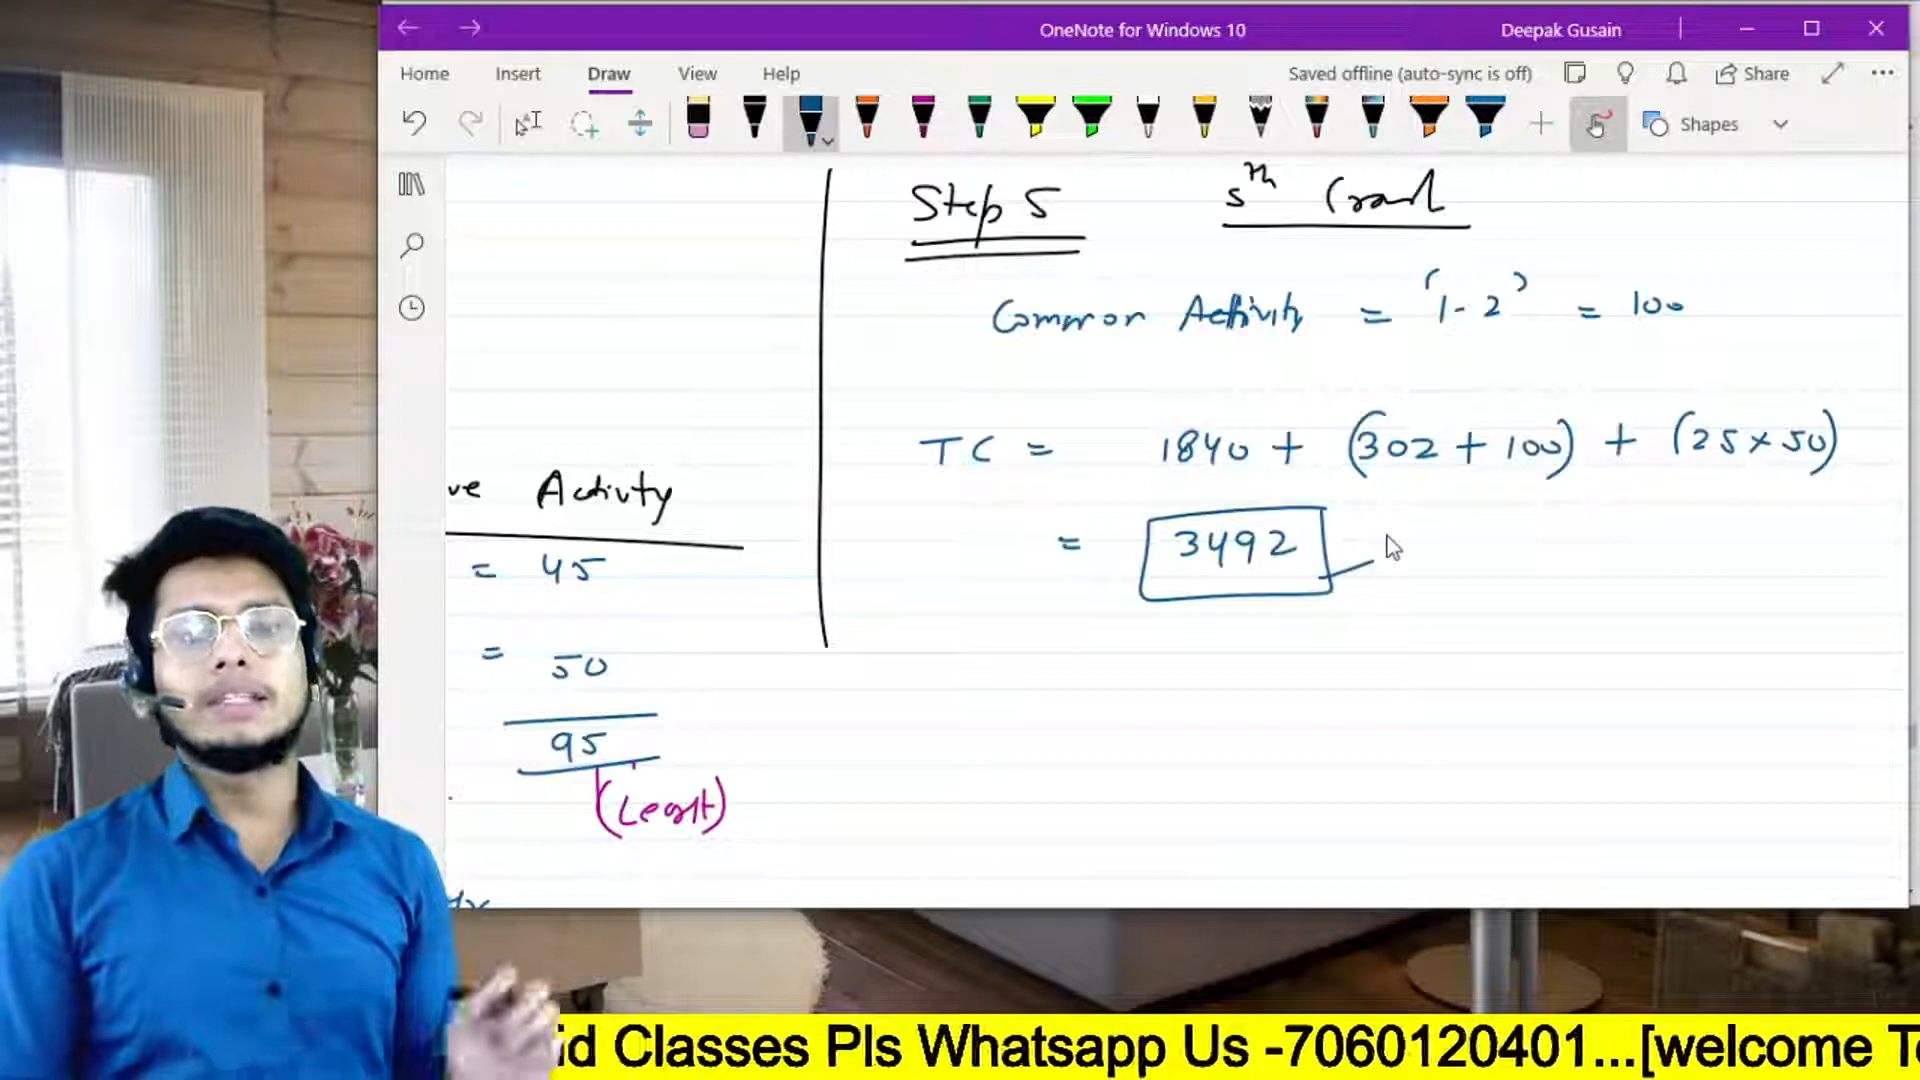 OneNote for Windows 10
Deepak Gusain
Home Insert Draw View Help
Saved offline (auto-sync is off)
Share
Shapes
Step 5
5th Crash
Common Activity = (1-2) = 100
TC = 1840 + (302 + 100) + (25 × 50)
= 3492
ve Activty
= 45
= 50
95
(Least)
id Classes Pls Whatsapp Us -7060120401...[welcome T